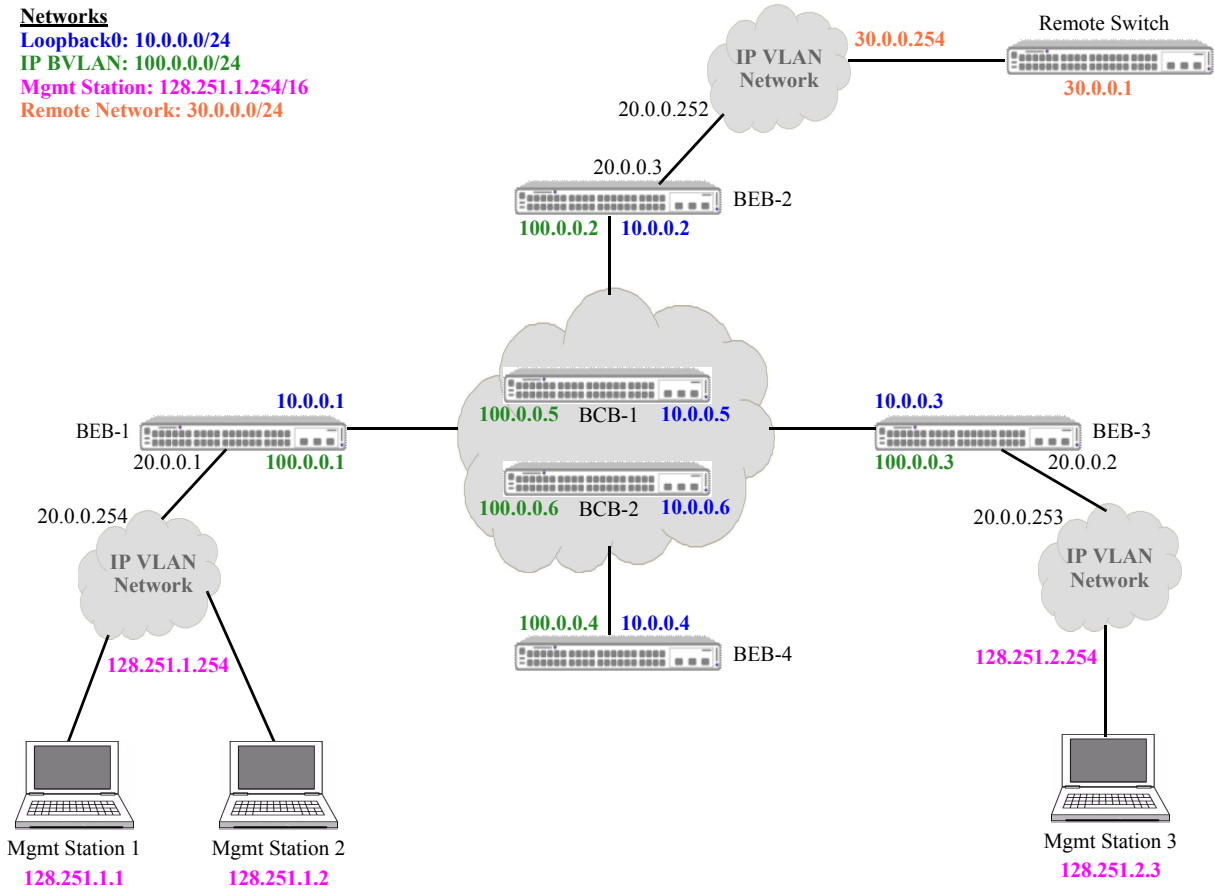 Networks
Loopback0: 10.0.0.0/24
IP BVLAN: 100.0.0.0/24
Mgmt Station: 128.251.1.254/16
Remote Network: 30.0.0.0/24
Remote Switch
30.0.0.254
IP VLAN
Network
30.0.0.1
20.0.0.252
20.0.0.3
BEB-2
100.0.0.2
10.0.0.2
10.0.0.1
BEB-1
20.0.0.1
100.0.0.1
100.0.0.5
BCB-1
10.0.0.5
100.0.0.6
BCB-2
10.0.0.6
10.0.0.3
BEB-3
100.0.0.3
20.0.0.2
20.0.0.254
IP VLAN
Network
20.0.0.253
IP VLAN
Network
100.0.0.4
10.0.0.4
BEB-4
128.251.1.254
128.251.2.254
Mgmt Station 1
128.251.1.1
Mgmt Station 2
128.251.1.2
Mgmt Station 3
128.251.2.3